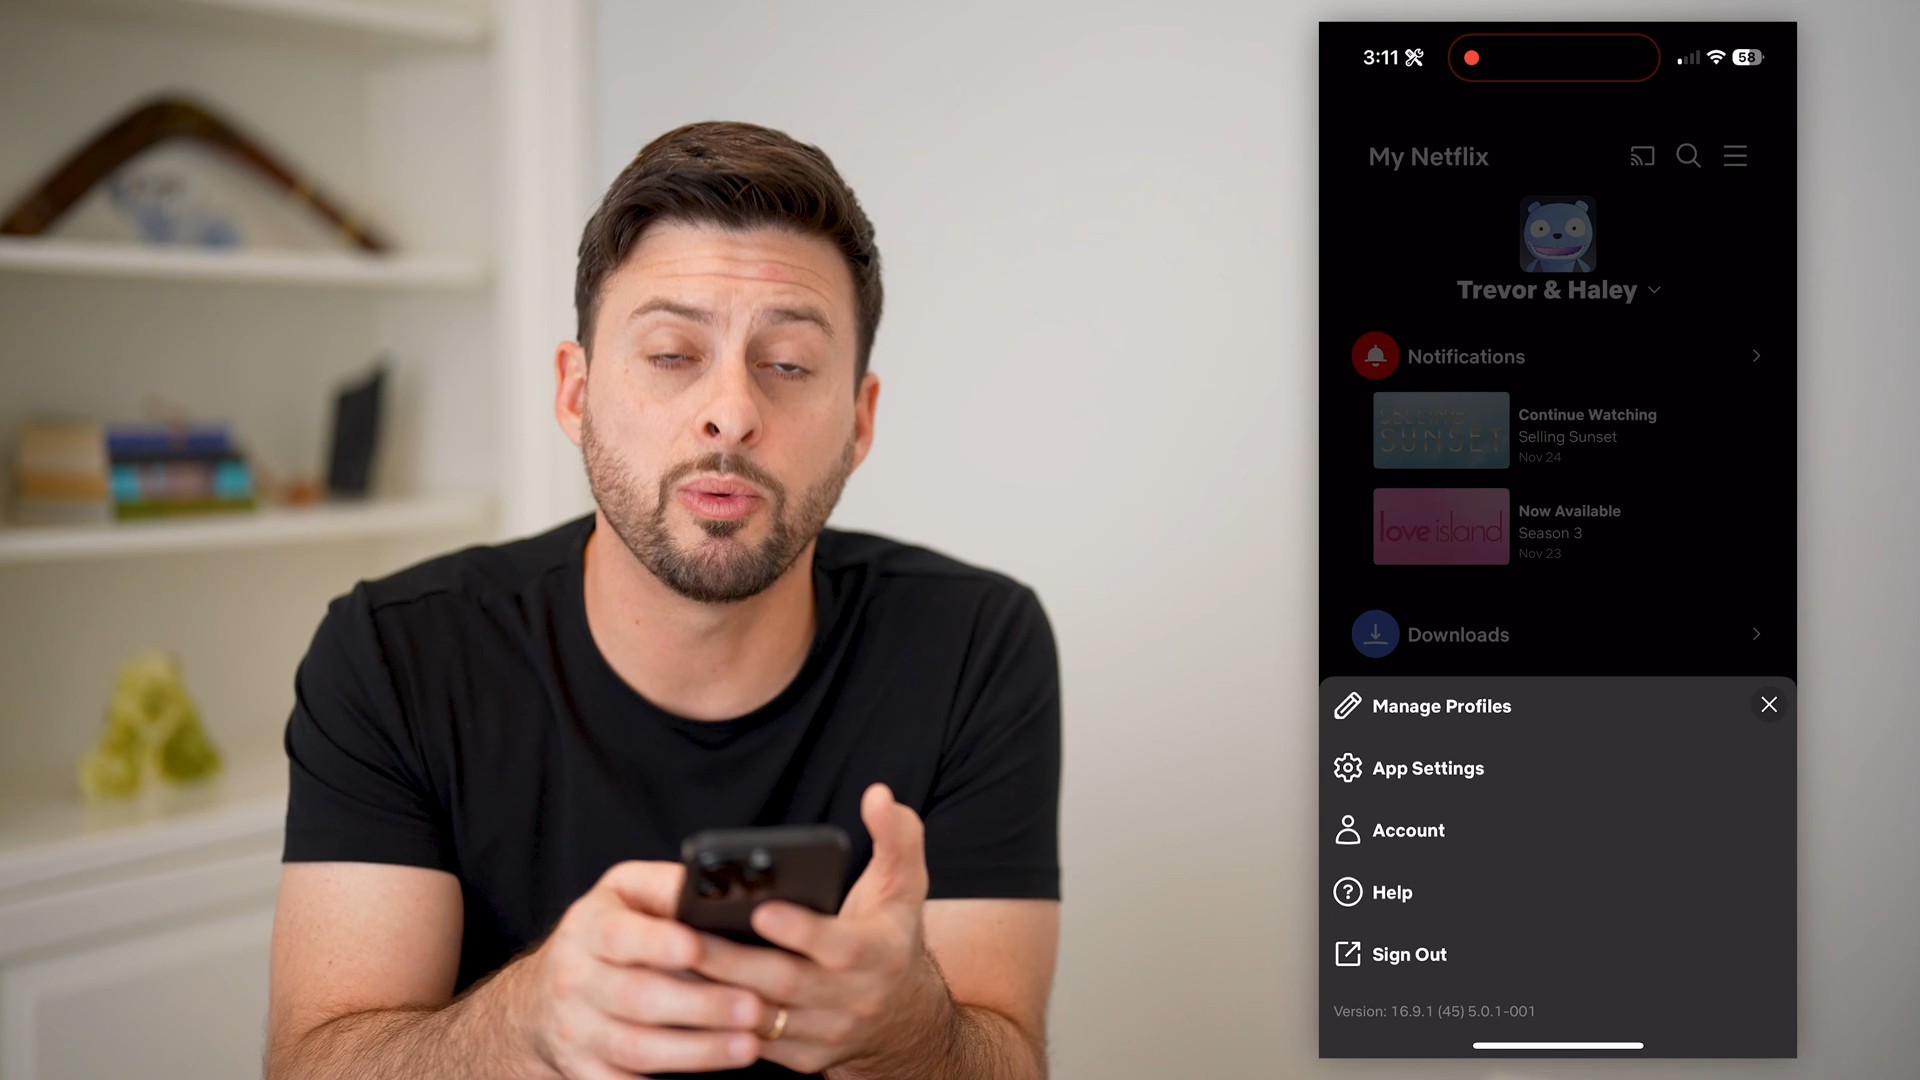 3:11
58
My Netflix
Trevor & Haley
Notifications
SELLING
SUNSET
Continue Watching
Selling Sunset
Nov 24
love island
Now Available
Season 3
Nov 23
Downloads
Manage Profiles
App Settings
Account
Help
Sign Out
Version: 16.9.1 (45) 5.0.1-001